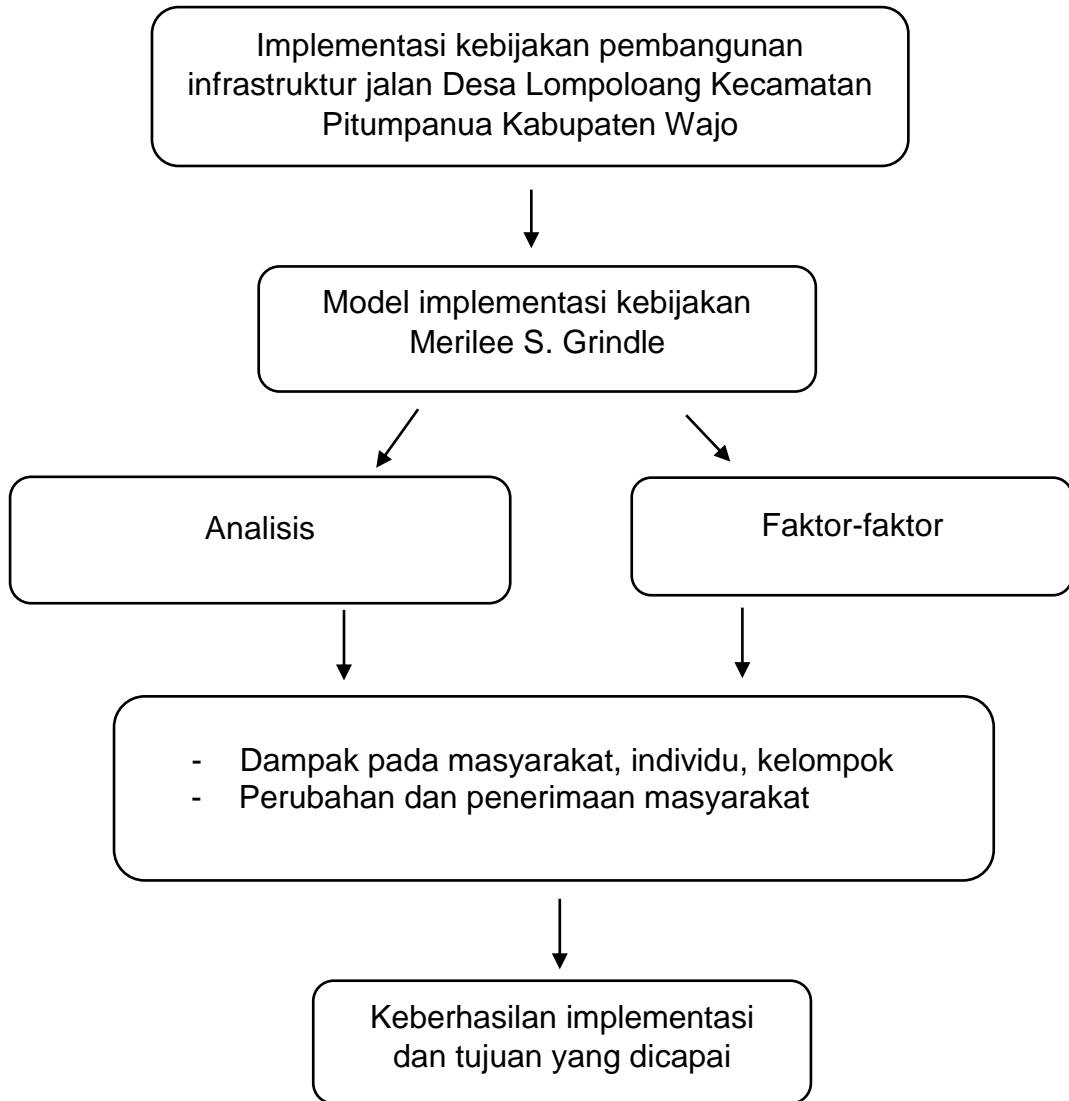 Implementasi kebijakan pembangunan
infrastruktur jalan Desa Lompoloang Kecamatan
Pitumpanua Kabupaten Wajo
Model implementasi kebijakan
Merilee S. Grindle
Analisis
Faktor-faktor
- Dampak pada masyarakat, individu, kelompok
- Perubahan dan penerimaan masyarakat
Keberhasilan implementasi
dan tujuan yang dicapai